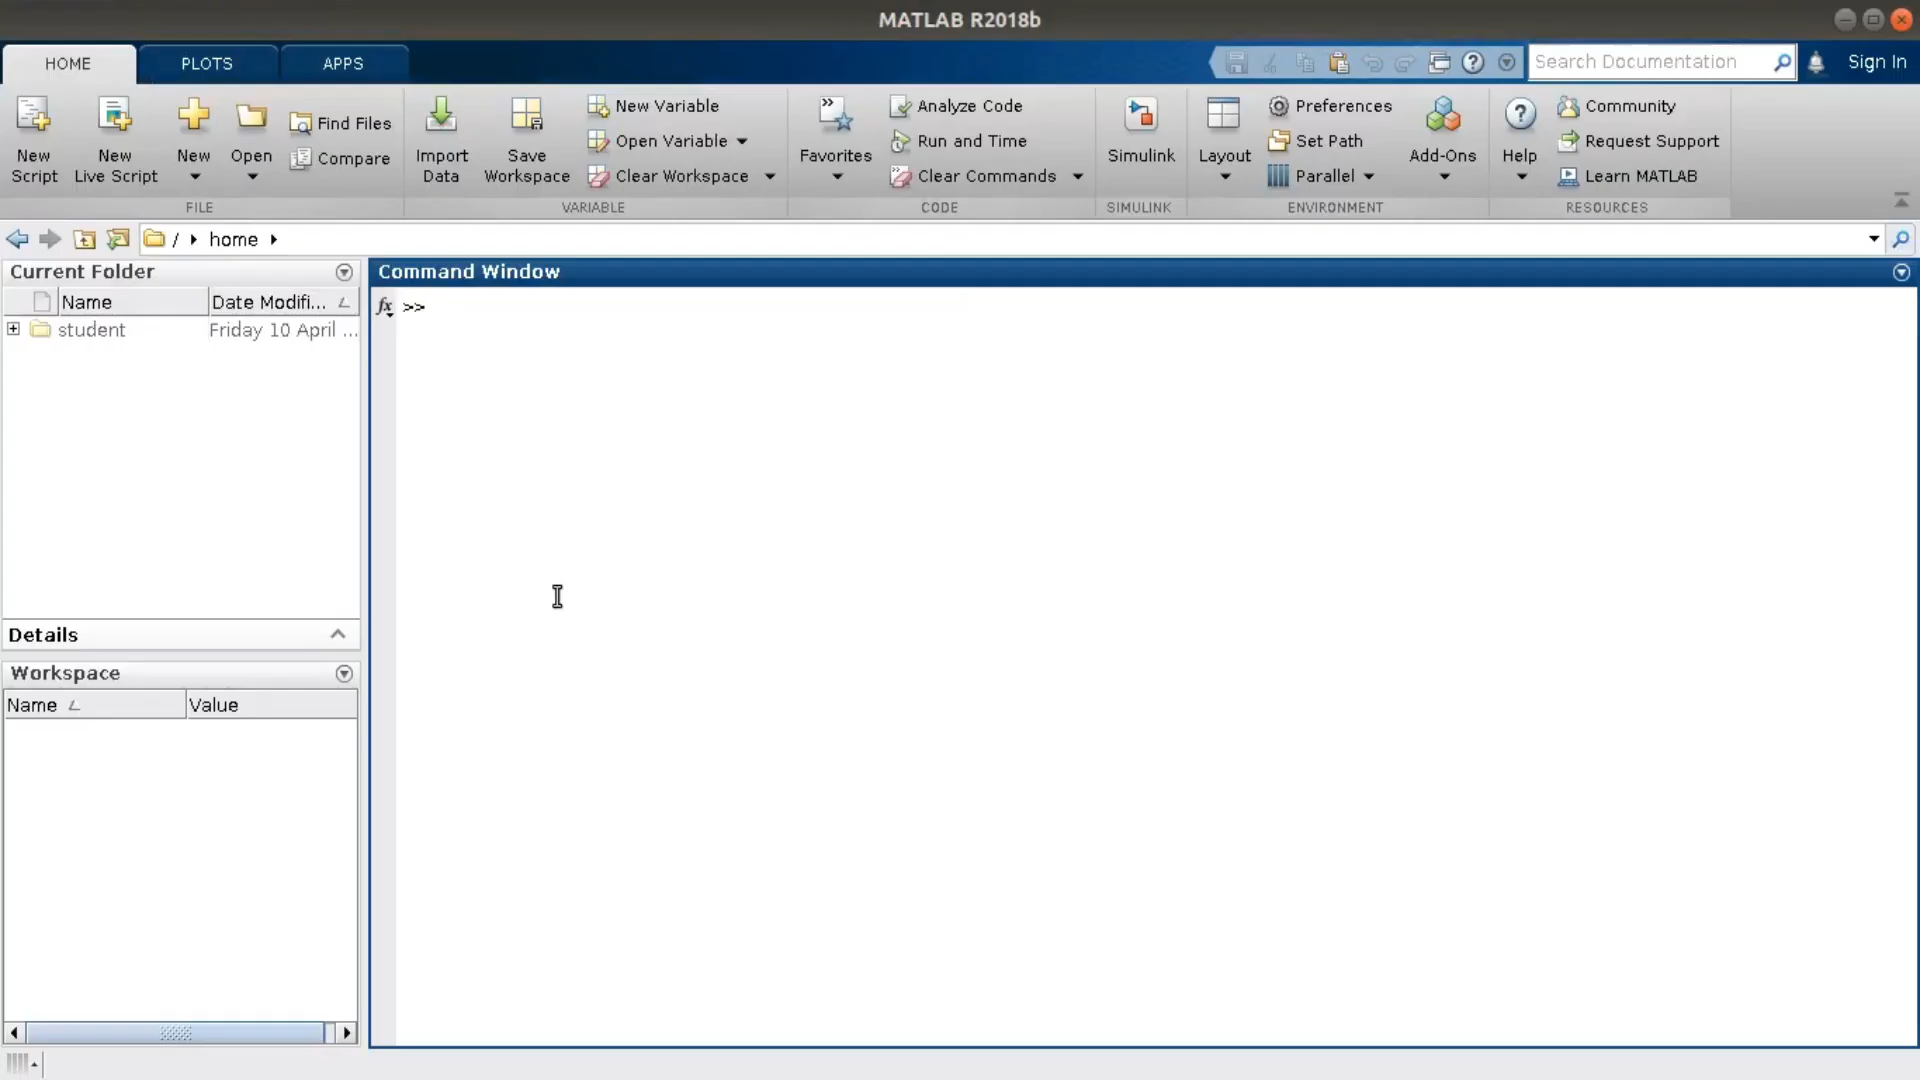 MATLAB R2018b
HOME PLOTS APPS Search Documentation Sign In
New Script
New Live Script
New
Open
Find Files
Compare
FILE
Import Data
Save Workspace
New Variable
Open Variable
Clear Workspace
VARIABLE
Favorites
Analyze Code
Run and Time
Clear Commands
CODE
Simulink
SIMULINK
Layout
Preferences
Set Path
Parallel
Add-Ons
ENVIRONMENT
Help
Community
Request Support
Learn MATLAB
RESOURCES
/ home
Current Folder
Name Date Modifi...
student Friday 10 April ...
Details
Workspace
Name Value
Command Window
fx >>